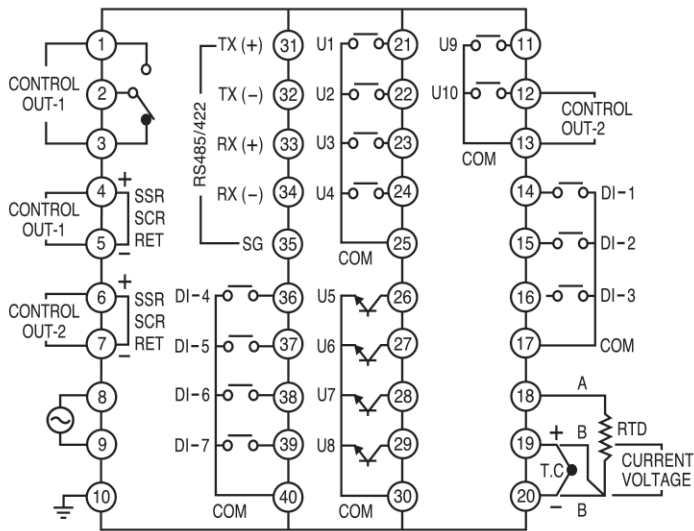 1
2
3
4
5
6
7
8
9
10
CONTROL
OUT-1
CONTROL
OUT-1
+
SSR
SCR
RET
−
CONTROL
OUT-2
+
SSR
SCR
RET
−
RS485/422
TX (+)
TX (−)
RX (+)
RX (−)
SG
31
32
33
34
35
DI-4
DI-5
DI-6
DI-7
COM
36
37
38
39
40
U1
U2
U3
U4
COM
21
22
23
24
25
U5
U6
U7
U8
COM
26
27
28
29
30
U9
U10
COM
11
12
13
CONTROL
OUT-2
14
15
16
17
DI-1
DI-2
DI-3
COM
18
19
20
A
+
B
T.C
−
B
RTD
CURRENT
VOLTAGE